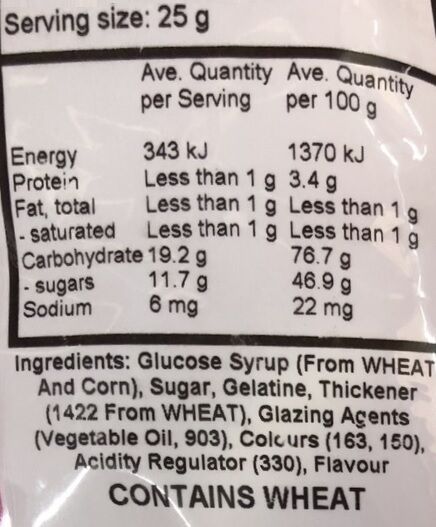 Serving size: 25 g
Ave. Quantity Ave. Quantity
per Serving per 100 g
Energy 343 kJ 1370 kJ
Protein Less than 1 g 3.4 g
Fat, total Less than 1 g Less than 1 g
- saturated Less than 1 g Less than 1 g
Carbohydrate 19.2 g 76.7 g
- sugars 11.7 g 46.9 g
Sodium 6 mg 22 mg
Ingredients: Glucose Syrup (From WHEAT
And Corn), Sugar, Gelatine, Thickener
(1422 From WHEAT), Glazing Agents
(Vegetable Oil, 903), Colours (163, 150),
Acidity Regulator (330), Flavour
CONTAINS WHEAT